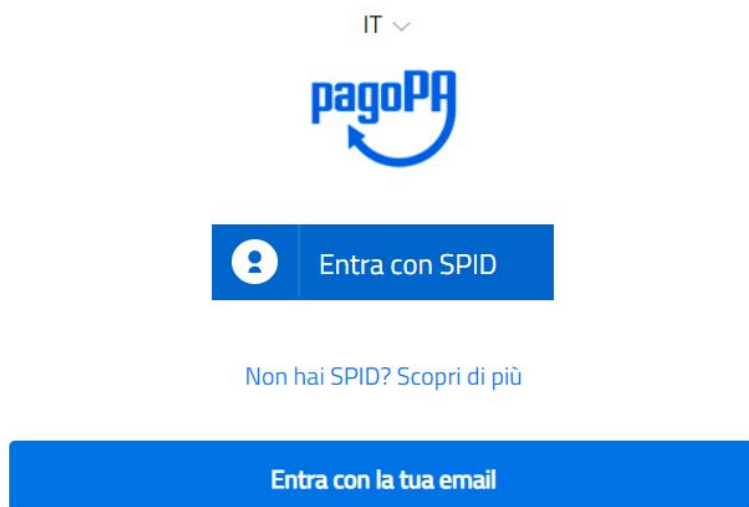 IT
pagoPA
Entra con SPID
Non hai SPID? Scopri di più
Entra con la tua email